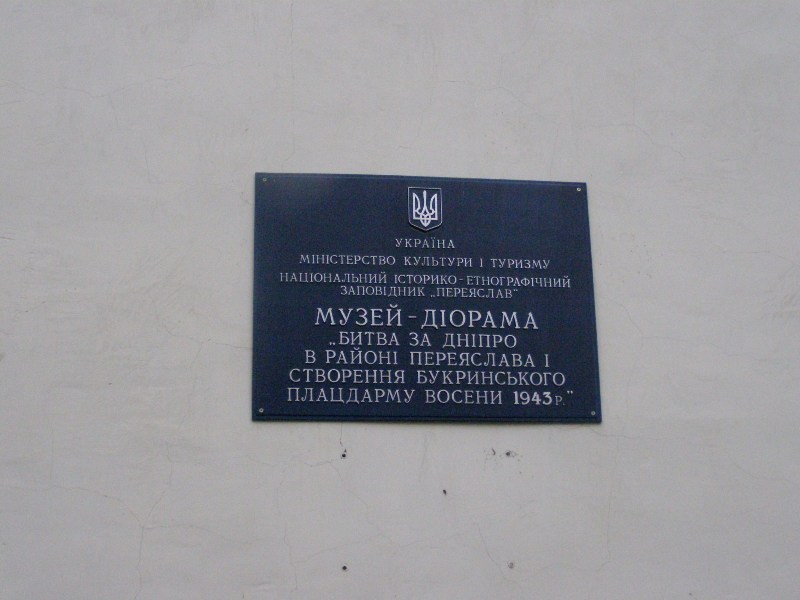 УКРАЇНА
МІНІСТЕРСТВО КУЛЬТУРИ І ТУРИЗМУ
НАЦІОНАЛЬНИЙ ІСТОРИКО-ЕТНОГРАФІЧНИЙ
ЗАПОВІДНИК „ПЕРЕЯСЛАВ"
МУЗЕЙ-ДІОРАМА
„БИТВА ЗА ДНІПРО
В РАЙОНІ ПЕРЕЯСЛАВА І
СТВОРЕННЯ БУКРИНСЬКОГО
ПЛАЦДАРМУ ВОСЕНИ 1943р."